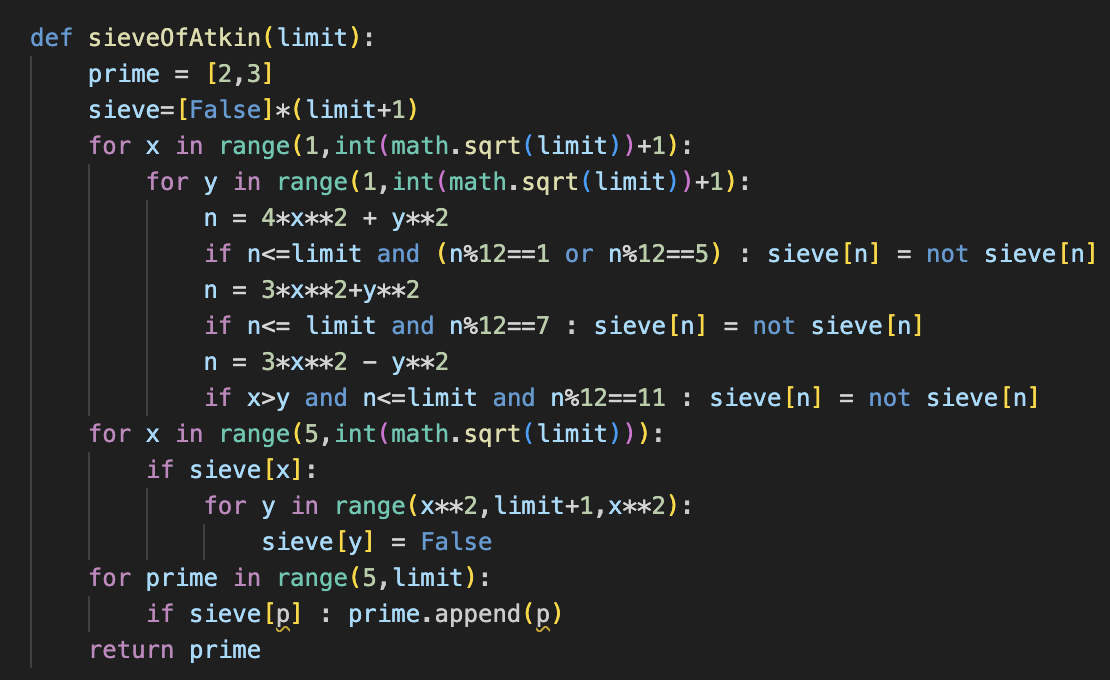 def sieveOfAtkin(limit):
    prime = [2,3]
    sieve=[False]*(limit+1)
    for x in range(1,int(math.sqrt(limit))+1):
        for y in range(1,int(math.sqrt(limit))+1):
            n = 4*x**2 + y**2
            if n<=limit and (n%12==1 or n%12==5) : sieve[n] = not sieve[n]
            n = 3*x**2+y**2
            if n<= limit and n%12==7 : sieve[n] = not sieve[n]
            n = 3*x**2 - y**2
            if x>y and n<=limit and n%12==11 : sieve[n] = not sieve[n]
    for x in range(5,int(math.sqrt(limit))):
        if sieve[x]:
            for y in range(x**2,limit+1,x**2):
                sieve[y] = False
    for prime in range(5,limit):
        if sieve[p] : prime.append(p)
    return prime